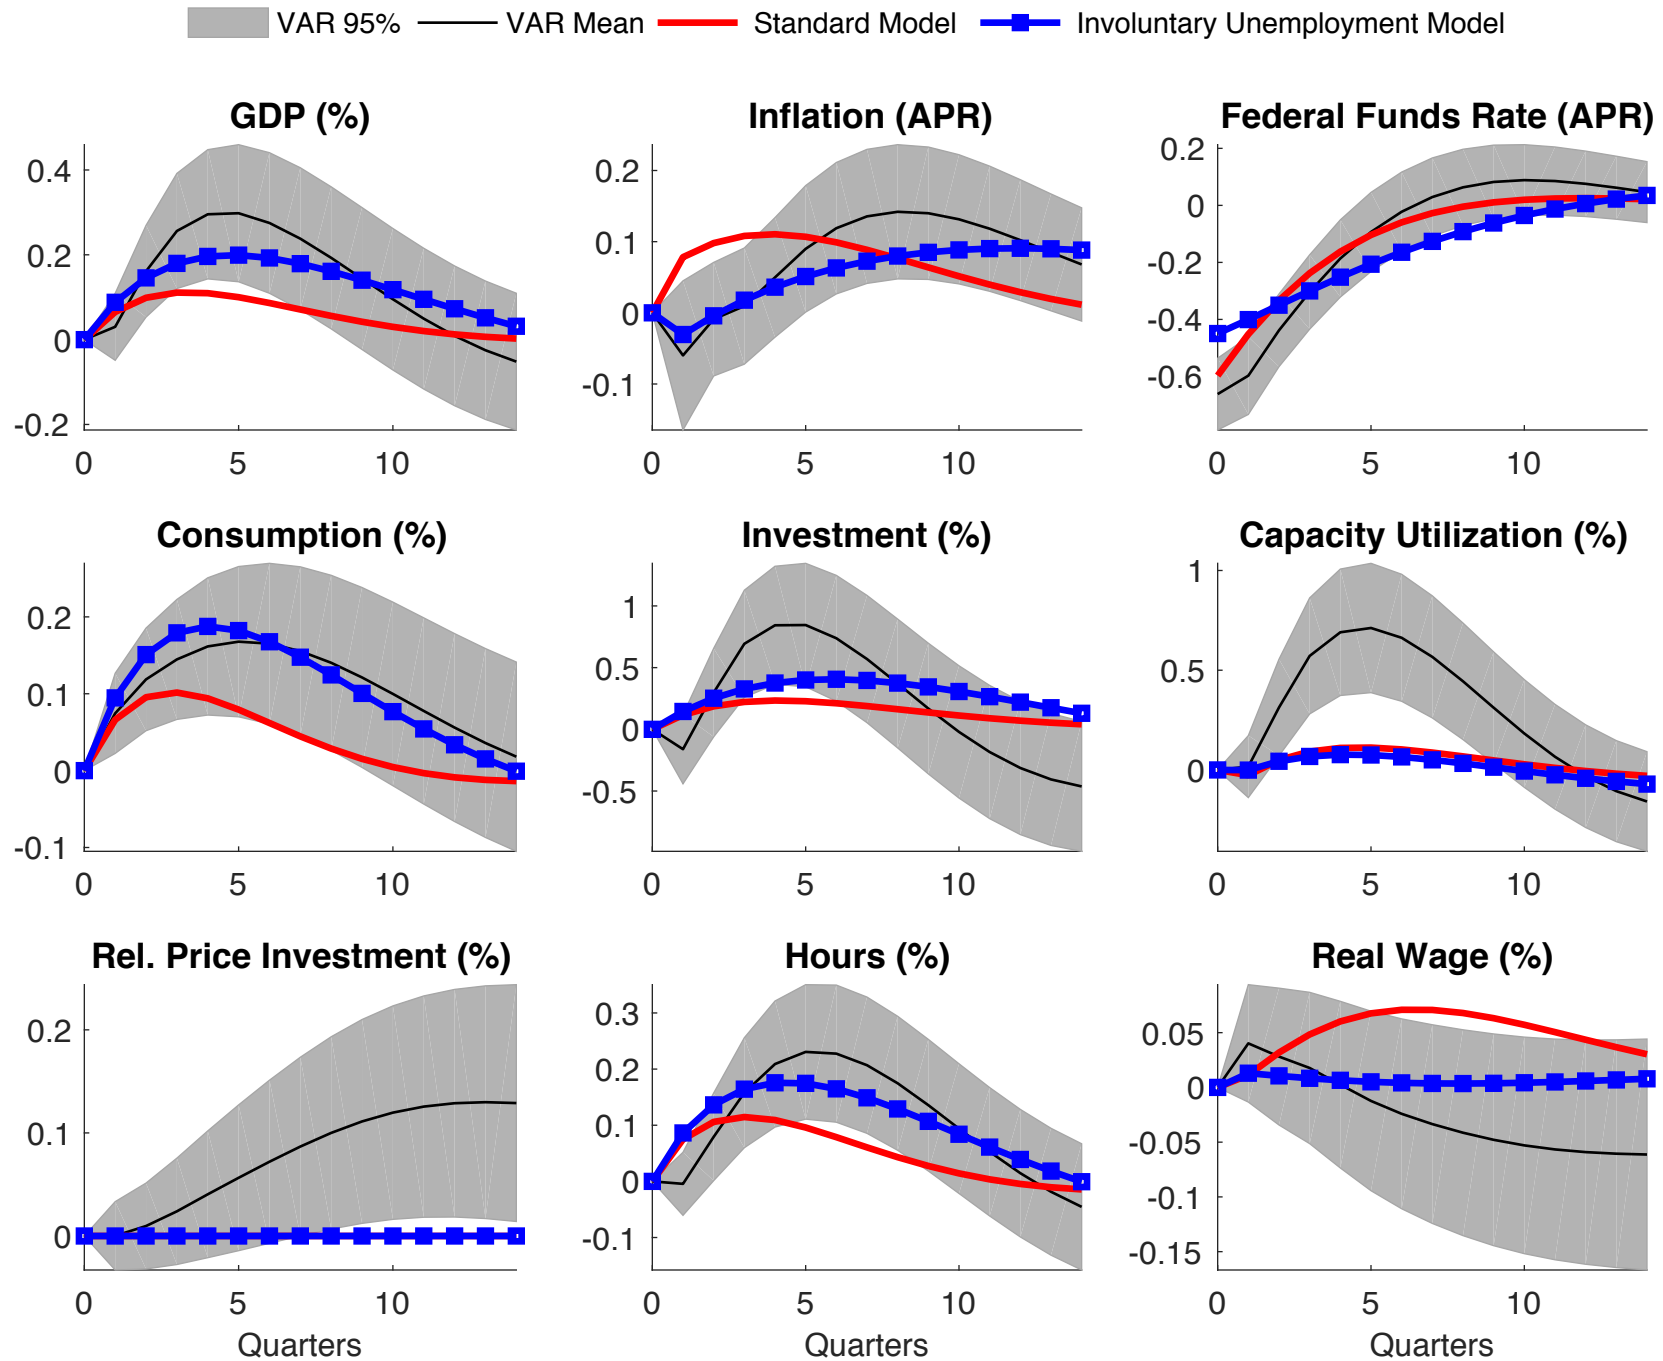 VAR 95% VAR Mean Standard Model Involuntary Unemployment Model
GDP (%) Inflation (APR) Federal Funds Rate (APR)
0.4
0.2
0
-0.2
0 5 10
0.2
0.1
0
-0.1
0 5 10
0.2
0
-0.2
-0.4
-0.6
0 5 10
Consumption (%) Investment (%) Capacity Utilization (%)
0.2
0.1
0
-0.1
0 5 10
1
0.5
0
-0.5
0 5 10
1
0.5
0
0 5 10
Rel. Price Investment (%) Hours (%) Real Wage (%)
0.2
0.1
0
0 5 10
Quarters
0.3
0.2
0.1
0
-0.1
0 5 10
Quarters
0.05
0
-0.05
-0.1
-0.15
0 5 10
Quarters